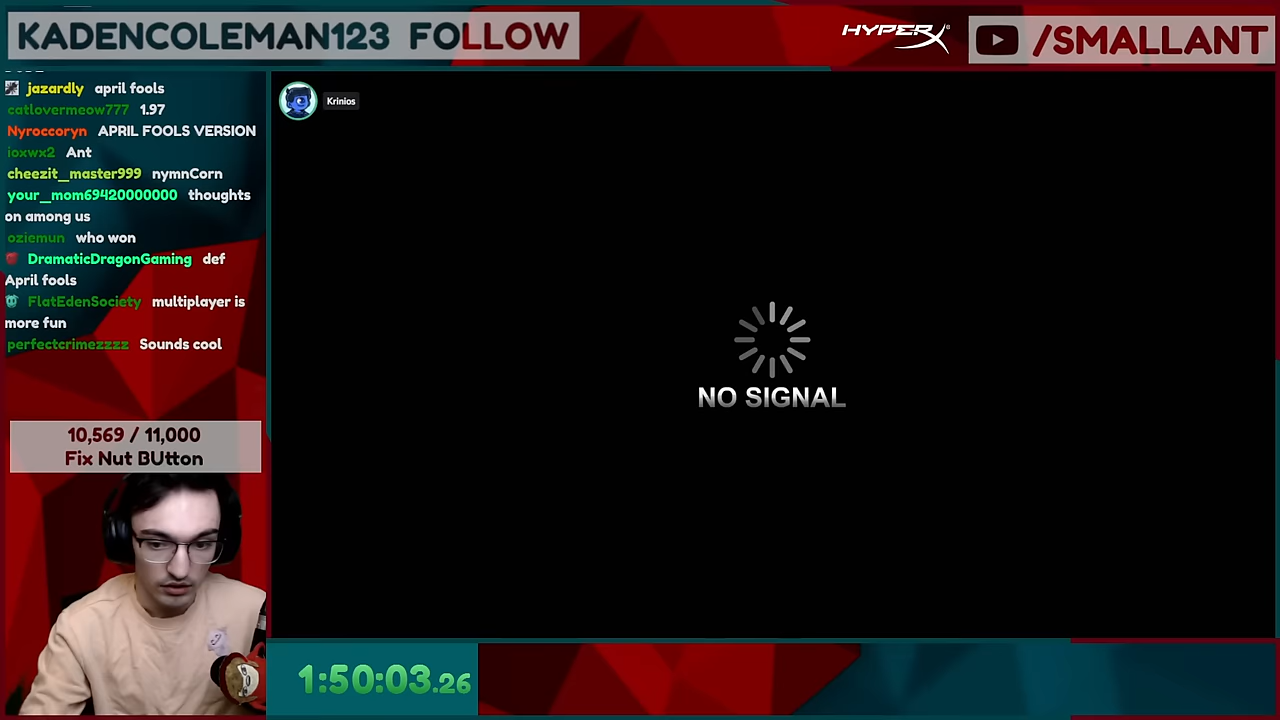 KADENCOLEMAN123 FOLLOW
HYPERX
/SMALLANT
jazardly april fools
catlovermeow777 1.97
Nyroccoryn APRIL FOOLS VERSION
ioxwx2 Ant
cheezit_master999 nymnCorn
your_mom69420000000 thoughts
on among us
oziemun who won
DramaticDragonGaming def
April fools
FlatEdenSociety multiplayer is
more fun
perfectcrimezzzz Sounds cool
Krinios
NO SIGNAL
10,569 / 11,000
Fix Nut BUtton
1:50:03.26